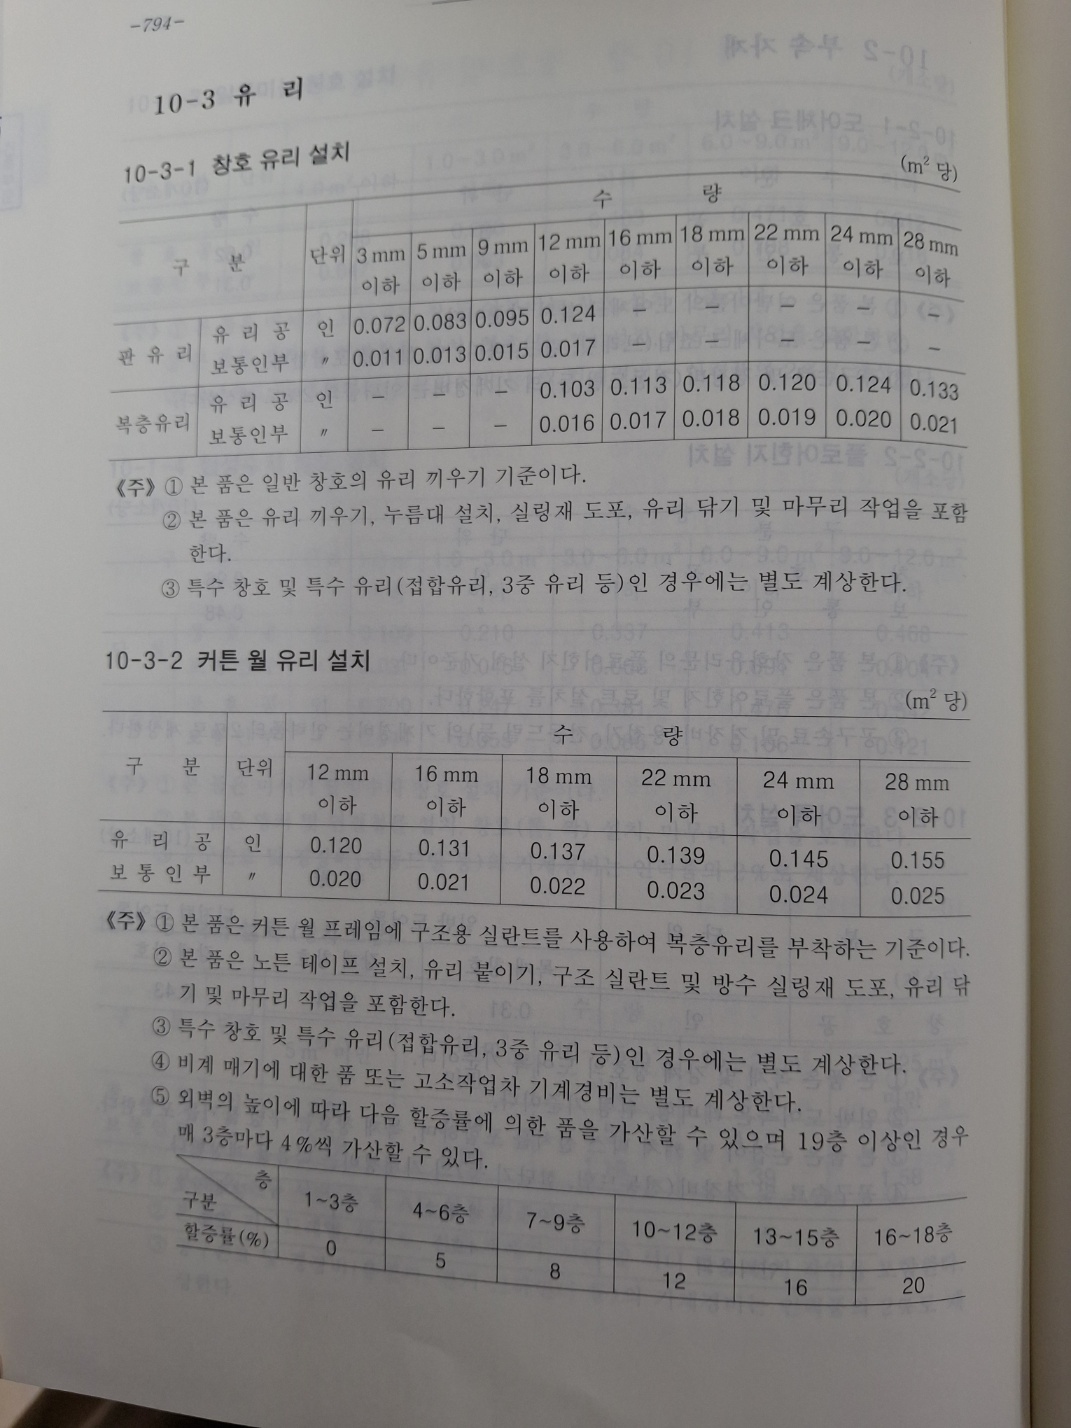 -794-
10-3 유 리
10-3-1 창호 유리 설치
(m² 당)
구 분 단위 수 량
3 mm 이하 5 mm 이하 9 mm 이하 12 mm 이하 16 mm 이하 18 mm 이하 22 mm 이하 24 mm 이하 28 mm 이하
판 유 리 유 리 공 인 0.072 0.083 0.095 0.124 - - - - -
보통인부 〃 0.011 0.013 0.015 0.017 - - - - -
복층유리 유 리 공 인 - - - 0.103 0.113 0.118 0.120 0.124 0.133
보통인부 〃 - - - 0.016 0.017 0.018 0.019 0.020 0.021
《주》 ① 본 품은 일반 창호의 유리 끼우기 기준이다.
② 본 품은 유리 끼우기, 누름대 설치, 실링재 도포, 유리 닦기 및 마무리 작업을 포함
한다.
③ 특수 창호 및 특수 유리(접합유리, 3중 유리 등)인 경우에는 별도 계상한다.
10-3-2 커튼 월 유리 설치
(m² 당)
구 분 단위 수 량
12 mm 이하 16 mm 이하 18 mm 이하 22 mm 이하 24 mm 이하 28 mm 이하
유 리 공 인 0.120 0.131 0.137 0.139 0.145 0.155
보 통 인 부 〃 0.020 0.021 0.022 0.023 0.024 0.025
《주》 ① 본 품은 커튼 월 프레임에 구조용 실란트를 사용하여 복층유리를 부착하는 기준이다.
② 본 품은 노튼 테이프 설치, 유리 붙이기, 구조 실란트 및 방수 실링재 도포, 유리 닦
기 및 마무리 작업을 포함한다.
③ 특수 창호 및 특수 유리(접합유리, 3중 유리 등)인 경우에는 별도 계상한다.
④ 비계 매기에 대한 품 또는 고소작업차 기계경비는 별도 계상한다.
⑤ 외벽의 높이에 따라 다음 할증률에 의한 품을 가산할 수 있으며 19층 이상인 경우
매 3층마다 4%씩 가산할 수 있다.
층 구분 1~3층 4~6층 7~9층 10~12층 13~15층 16~18층
할증률(%) 0 5 8 12 16 20